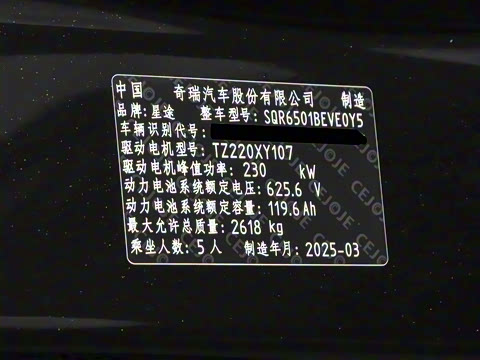 中国 奇瑞汽车股份有限公司 制造
品牌:星途 整车型号:SQR6501BEVE0Y5
车辆识别代号:
驱动电机型号:TZ220XY107
驱动电机峰值功率:230 kW
动力电池系统额定电压:625.6 V
动力电池系统额定容量:119.6Ah
最大允许总质量:2618 kg
乘坐人数:5人 制造年月:2025-03
CEJOJE